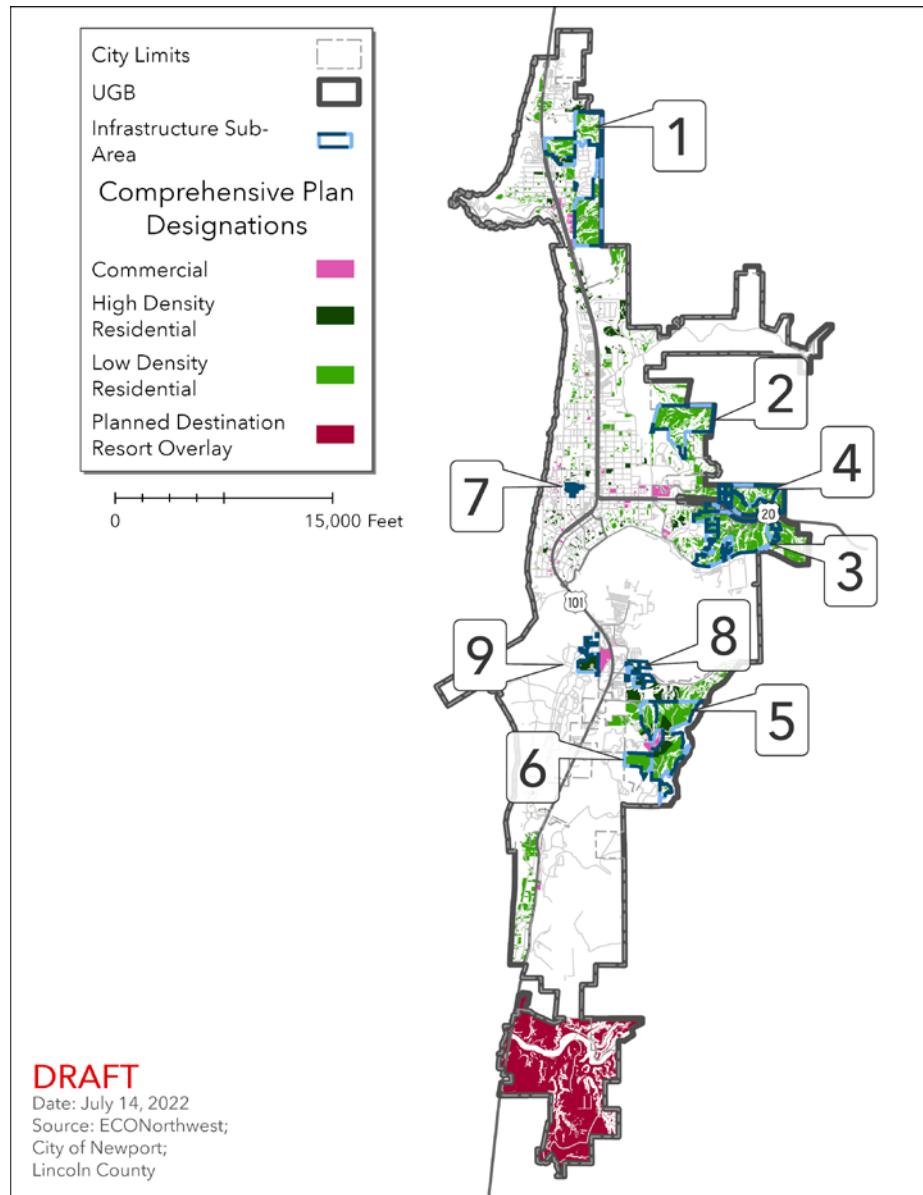 City Limits
UGB
Infrastructure Sub-
Area
Comprehensive Plan
Designations
Commercial
High Density
Residential
Low Density
Residential
Planned Destination
Resort Overlay
0 15,000 Feet
1
2
4
7
20
3
101
9
8
5
6
DRAFT
Date: July 14, 2022
Source: ECONorthwest;
City of Newport;
Lincoln County